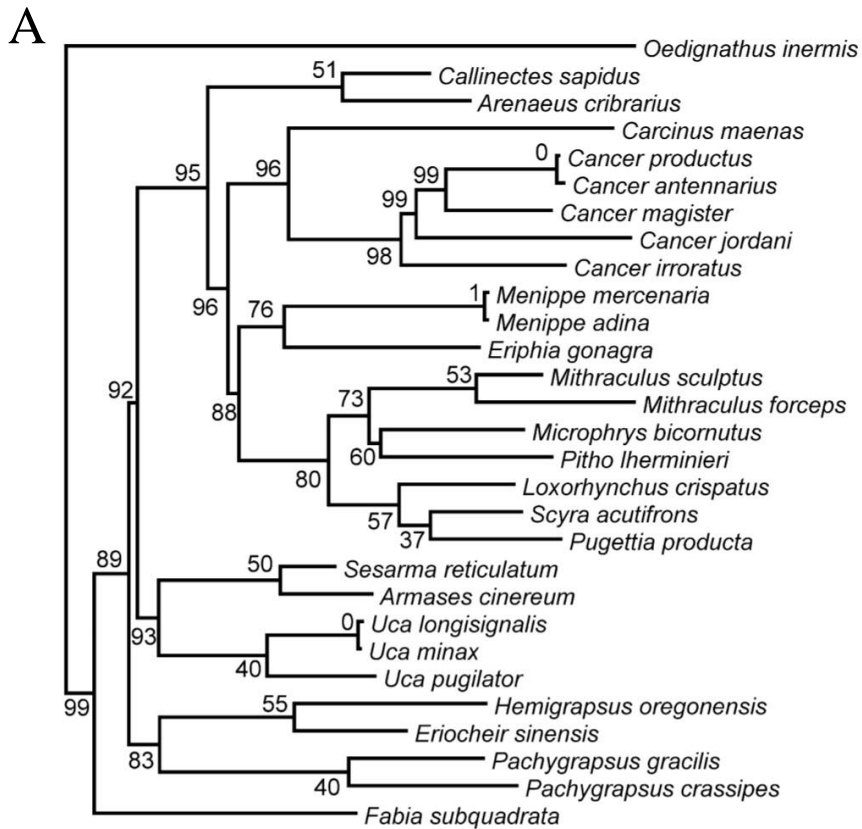 A
Oedignathus inermis
51
Callinectes sapidus
Arenaeus cribrarius
Carcinus maenas
95
96
0
Cancer productus
99
Cancer antennarius
99
Cancer magister
Cancer jordani
98
Cancer irroratus
96
76
1
Menippe mercenaria
Menippe adina
Eriphia gonagra
92
88
73
53
Mithraculus sculptus
Mithraculus forceps
Microphrys bicornutus
60
Pitho lherminieri
80
Loxorhynchus crispatus
57
Scyra acutifrons
37
Pugettia producta
89
50
Sesarma reticulatum
Armases cinereum
93
0
Uca longisignalis
Uca minax
40
Uca pugilator
99
55
Hemigrapsus oregonensis
Eriocheir sinensis
83
Pachygrapsus gracilis
40
Pachygrapsus crassipes
Fabia subquadrata